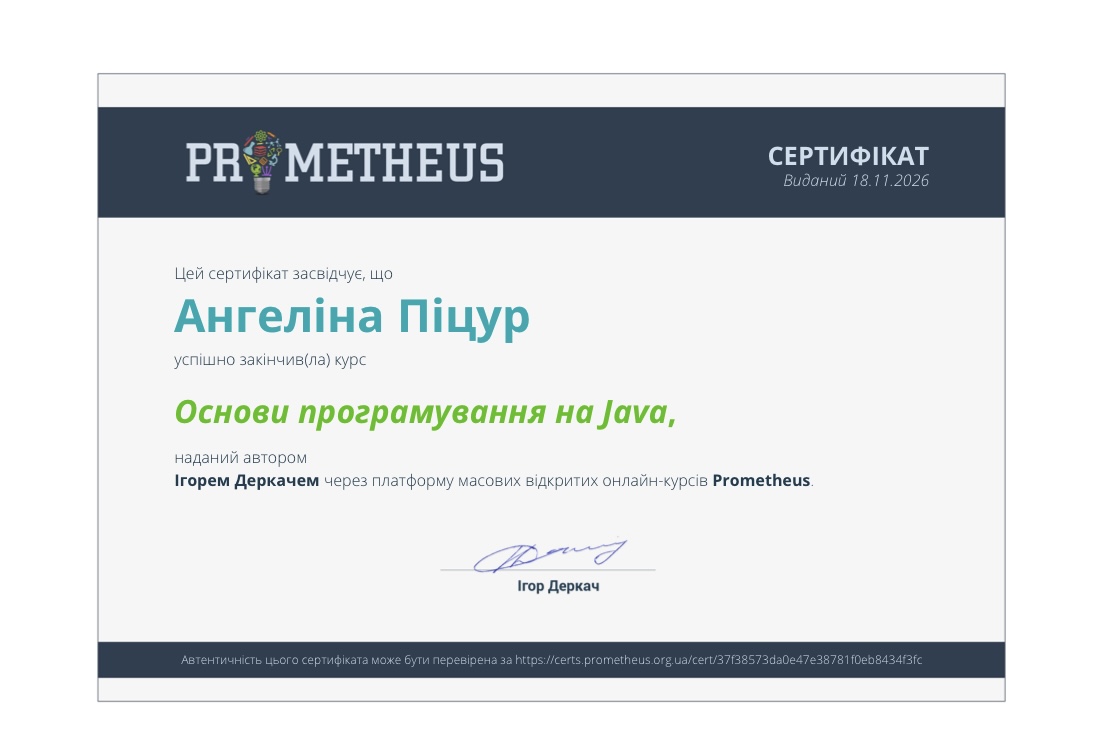 PROMETHEUS
СЕРТИФІКАТ
Виданий 18.11.2026
Цей сертифікат засвідчує, що
Ангеліна Піцур
успішно закінчив(ла) курс
Основи програмування на Java,
наданий автором
Ігорем Деркачем через платформу масових відкритих онлайн-курсів Prometheus.
Ігор Деркач
Автентичність цього сертифіката може бути перевірена за https://certs.prometheus.org.ua/cert/37f38573da0e47e38781f0eb8434f3fc